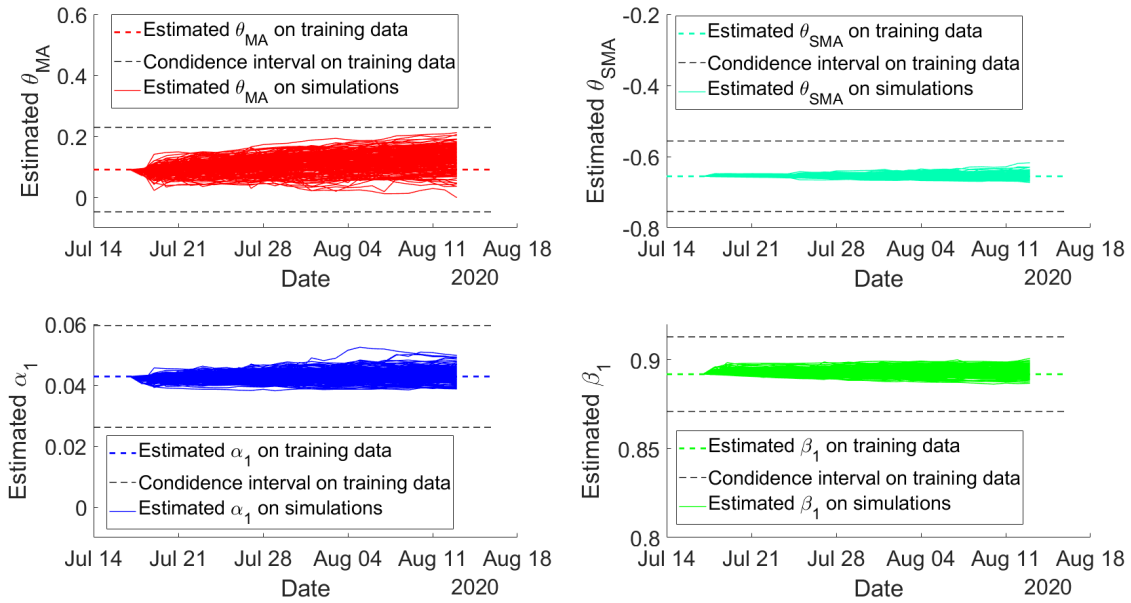 0.6
Estimated θMA on training data
Condidence interval on training data
Estimated θMA on simulations
0.4
0.2
0
Estimated θMA
Jul 14 Jul 21 Jul 28 Aug 04 Aug 11 Aug 18
Date 2020
-0.2
Estimated θSMA on training data
Condidence interval on training data
Estimated θSMA on simulations
-0.4
-0.6
-0.8
Estimated θSMA
Jul 14 Jul 21 Jul 28 Aug 04 Aug 11 Aug 18
Date 2020
0.06
0.04
0.02
0
Estimated α1
Estimated α1 on training data
Condidence interval on training data
Estimated α1 on simulations
Jul 14 Jul 21 Jul 28 Aug 04 Aug 11 Aug 18
Date 2020
0.9
0.85
0.8
Estimated β1
Estimated β1 on training data
Condidence interval on training data
Estimated β1 on simulations
Jul 14 Jul 21 Jul 28 Aug 04 Aug 11 Aug 18
Date 2020